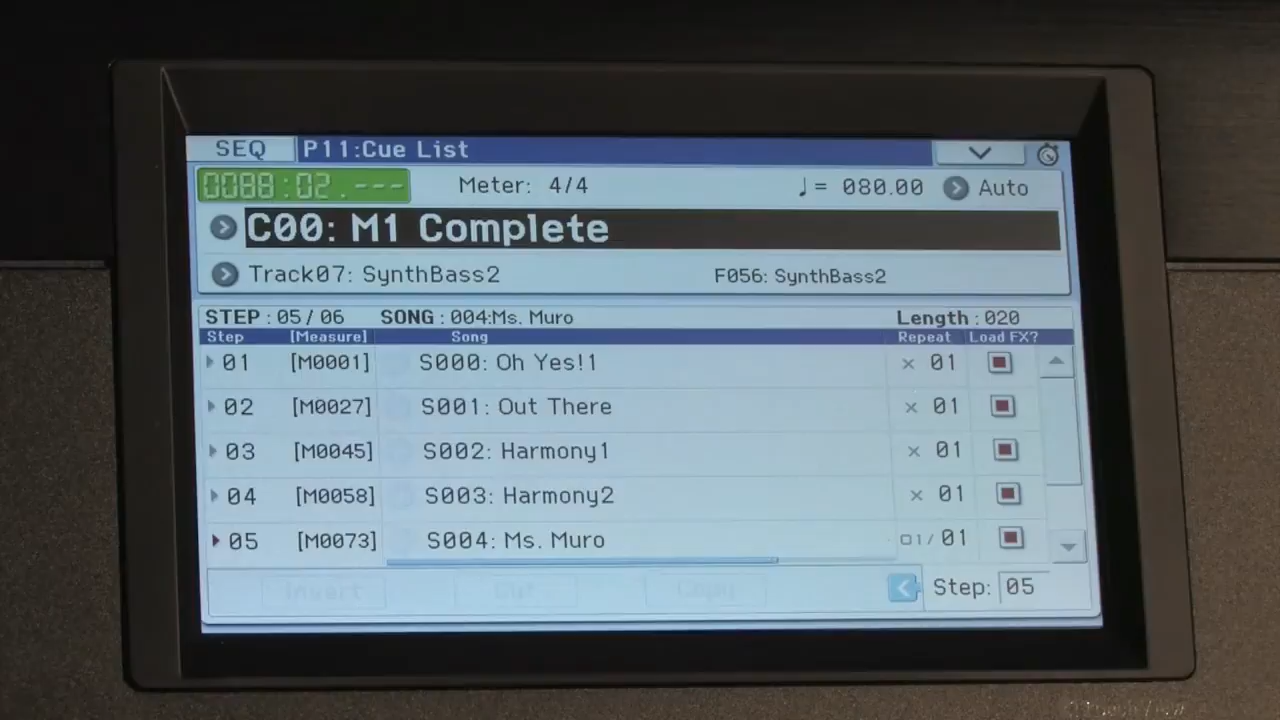 SEQ P11:Cue List
0088:02.--- Meter: 4/4 ♩= 080.00 Auto
C00: M1 Complete
Track07: SynthBass2 F056: SynthBass2
STEP : 05/06 SONG : 004:Ms. Muro Length : 020
Step [Measure] Song Repeat Load FX?
01 [M0001] S000: Oh Yes!1 × 01
02 [M0027] S001: Out There × 01
03 [M0045] S002: Harmony1 × 01
04 [M0058] S003: Harmony2 × 01
05 [M0073] S004: Ms. Muro 01/01
Insert Cut Copy Step: 05